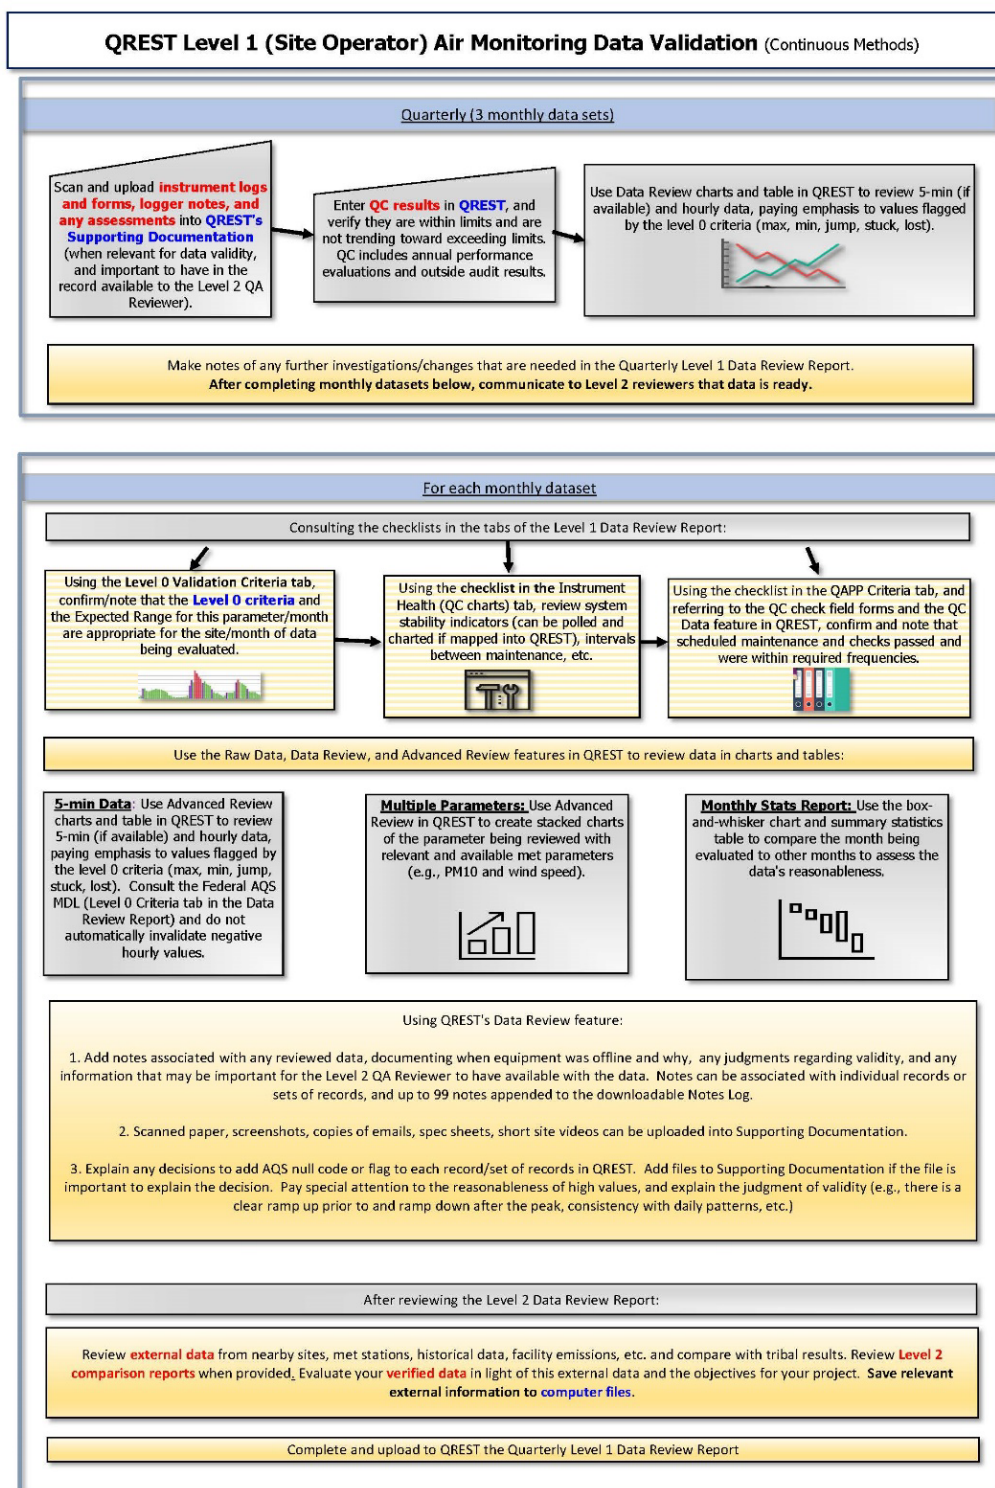 QREST Level 1 (Site Operator) Air Monitoring Data Validation (Continuous Methods)
Quarterly (3 monthly data sets)
Scan and upload instrument logs
and forms, logger notes, and
any assessments into QREST's
Supporting Documentation
(when relevant for data validity,
and important to have in the
record available to the Level 2 QA
Reviewer).
Enter QC results in QREST, and
verify they are within limits and are
not trending toward exceeding limits.
QC includes annual performance
evaluations and outside audit results.
Use Data Review charts and table in QREST to review 5-min (if
available) and hourly data, paying emphasis to values flagged
by the level 0 criteria (max, min, jump, stuck, lost).
Make notes of any further investigations/changes that are needed in the Quarterly Level 1 Data Review Report.
After completing monthly datasets below, communicate to Level 2 reviewers that data is ready.
For each monthly dataset
Consulting the checklists in the tabs of the Level 1 Data Review Report:
Using the Level 0 Validation Criteria tab,
confirm/note that the Level 0 criteria and
the Expected Range for this parameter/month
are appropriate for the site/month of data
being evaluated.
Using the checklist in the Instrument
Health (QC charts) tab, review system
stability indicators (can be polled and
charted if mapped into QREST), intervals
between maintenance, etc.
Using the checklist in the QAPP Criteria tab, and
referring to the QC check field forms and the QC
Data feature in QREST, confirm and note that
scheduled maintenance and checks passed and
were within required frequencies.
Use the Raw Data, Data Review, and Advanced Review features in QREST to review data in charts and tables:
5-min Data: Use Advanced Review
charts and table in QREST to review
5-min (if available) and hourly data,
paying emphasis to values flagged by
the level 0 criteria (max, min, jump,
stuck, lost). Consult the Federal AQS
MDL (Level 0 Criteria tab in the Data
Review Report) and do not
automatically invalidate negative
hourly values.
Multiple Parameters: Use Advanced
Review in QREST to create stacked charts
of the parameter being reviewed with
relevant and available met parameters
(e.g., PM10 and wind speed).
Monthly Stats Report: Use the box-
and-whisker chart and summary statistics
table to compare the month being
evaluated to other months to assess the
data's reasonableness.
Using QREST's Data Review feature:
1. Add notes associated with any reviewed data, documenting when equipment was offline and why, any judgments regarding validity, and any
information that may be important for the Level 2 QA Reviewer to have available with the data. Notes can be associated with individual records or
sets of records, and up to 99 notes appended to the downloadable Notes Log.
2. Scanned paper, screenshots, copies of emails, spec sheets, short site videos can be uploaded into Supporting Documentation.
3. Explain any decisions to add AQS null code or flag to each record/set of records in QREST. Add files to Supporting Documentation if the file is
important to explain the decision. Pay special attention to the reasonableness of high values, and explain the judgment of validity (e.g., there is a
clear ramp up prior to and ramp down after the peak, consistency with daily patterns, etc.)
After reviewing the Level 2 Data Review Report:
Review external data from nearby sites, met stations, historical data, facility emissions, etc. and compare with tribal results. Review Level 2
comparison reports when provided. Evaluate your verified data in light of this external data and the objectives for your project. Save relevant
external information to computer files.
Complete and upload to QREST the Quarterly Level 1 Data Review Report